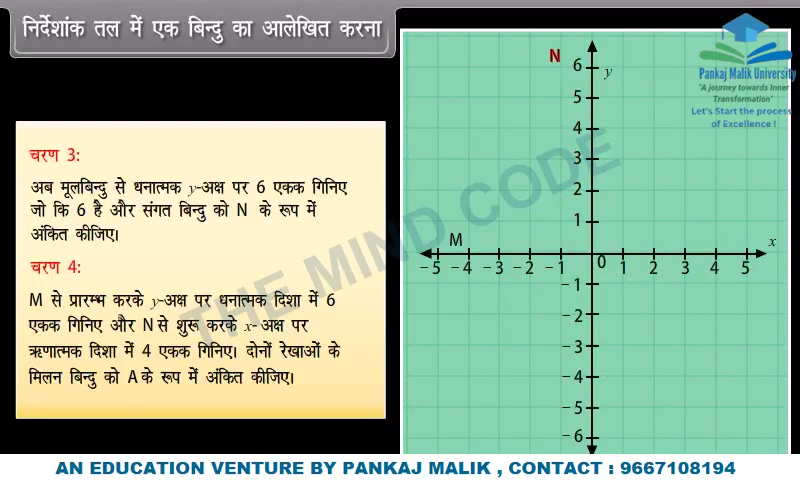 निर्देशांक तल में एक बिन्दु का आलेखित करना
Pankaj Malik University
"A journey towards Inner
Transformation"
Let's Start the process
of Excellence !
चरण 3:
अब मूलबिन्दु से धनात्मक y-अक्ष पर 6 एकक गिनिए
जो कि 6 है और संगत बिन्दु को N के रूप में
अंकित कीजिए।
चरण 4:
M से प्रारम्भ करके y-अक्ष पर धनात्मक दिशा में 6
एकक गिनिए और N से शुरू करके x-अक्ष पर
ऋणात्मक दिशा में 4 एकक गिनिए। दोनों रेखाओं के
मिलन बिन्दु को A के रूप में अंकित कीजिए।
THE MIND CODE
N
6
y
5
4
3
2
1
M
x
-5 -4 -3 -2 -1 0 1 2 3 4 5
-1
-2
-3
-4
-5
-6
AN EDUCATION VENTURE BY PANKAJ MALIK , CONTACT : 9667108194